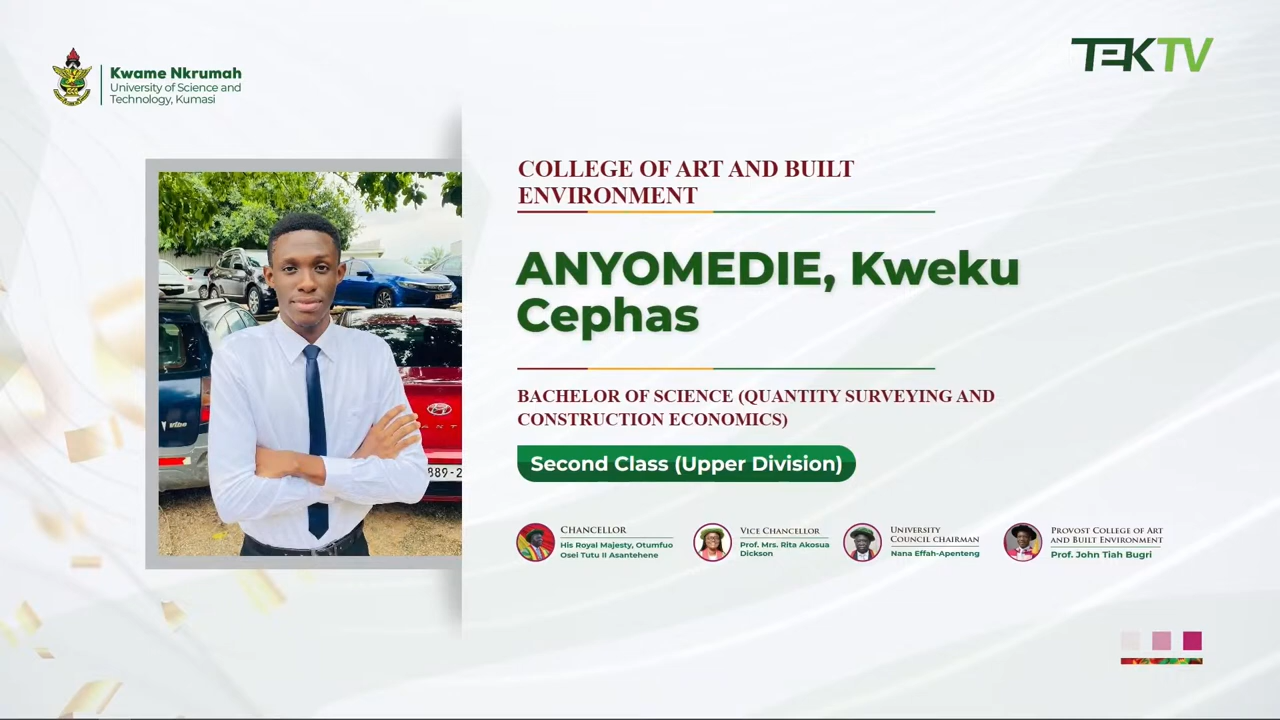 TEKTV
Kwame Nkrumah
University of Science and
Technology, Kumasi
COLLEGE OF ART AND BUILT
ENVIRONMENT
ANYOMEDIE, Kweku
Cephas
BACHELOR OF SCIENCE (QUANTITY SURVEYING AND
CONSTRUCTION ECONOMICS)
Second Class (Upper Division)
CHANCELLOR
His Royal Majesty, Otumfuo
Osei Tutu II Asantehene
VICE CHANCELLOR
Prof. Mrs. Rita Akosua
Dickson
UNIVERSITY
COUNCIL CHAIRMAN
Nana Effah-Apenteng
PROVOST COLLEGE OF ART
AND BUILT ENVIRONMENT
Prof. John Tiah Bugri
vibe
889-2